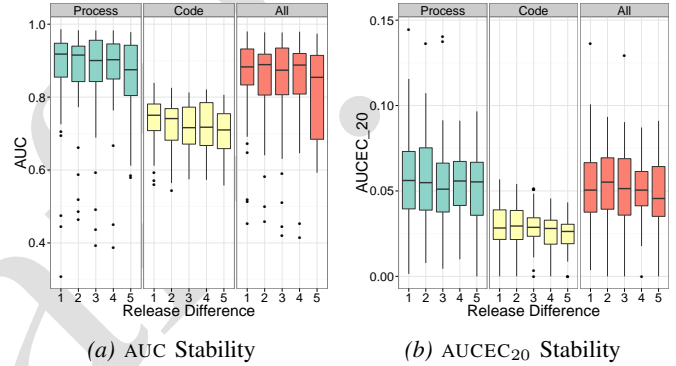 Process Code All
1.0
0.8
0.6
0.4
AUC
1 2 3 4 5 1 2 3 4 5 1 2 3 4 5
Release Difference
(a) AUC Stability
Process Code All
0.15
0.10
0.05
0.00
AUCEC_20
1 2 3 4 5 1 2 3 4 5 1 2 3 4 5
Release Difference
(b) AUCEC20 Stability